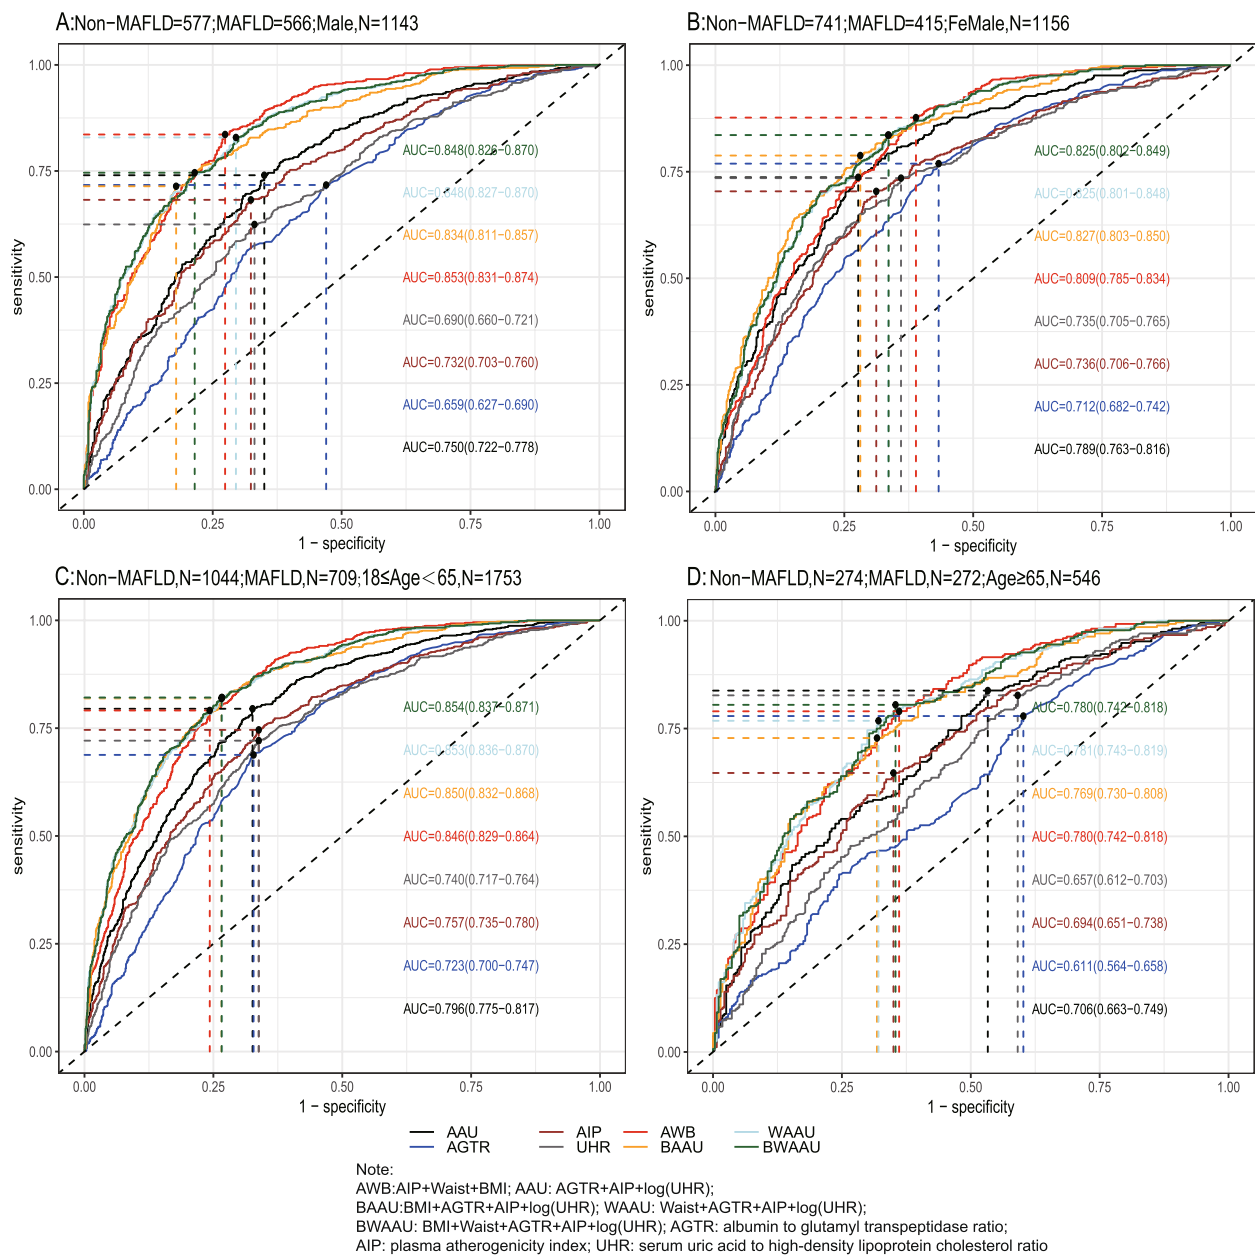 A:Non−MAFLD=577;MAFLD=566;Male,N=1143
1.00
0.75
0.50
0.25
0.00
sensitivity
AUC=0.848(0.826−0.870)
AUC=0.848(0.827−0.870)
AUC=0.834(0.811−0.857)
AUC=0.853(0.831−0.874)
AUC=0.690(0.660−0.721)
AUC=0.732(0.703−0.760)
AUC=0.659(0.627−0.690)
AUC=0.750(0.722−0.778)
0.00 0.25 0.50 0.75 1.00
1 − specificity
B:Non−MAFLD=741;MAFLD=415;FeMale,N=1156
1.00
0.75
0.50
0.25
0.00
sensitivity
AUC=0.825(0.802−0.849)
AUC=0.825(0.801−0.848)
AUC=0.827(0.803−0.850)
AUC=0.809(0.785−0.834)
AUC=0.735(0.705−0.765)
AUC=0.736(0.706−0.766)
AUC=0.712(0.682−0.742)
AUC=0.789(0.763−0.816)
0.00 0.25 0.50 0.75 1.00
1 − specificity
C:Non−MAFLD,N=1044;MAFLD,N=709;18≤Age<65,N=1753
1.00
0.75
0.50
0.25
0.00
sensitivity
AUC=0.854(0.837−0.871)
AUC=0.853(0.836−0.870)
AUC=0.850(0.832−0.868)
AUC=0.846(0.829−0.864)
AUC=0.740(0.717−0.764)
AUC=0.757(0.735−0.780)
AUC=0.723(0.700−0.747)
AUC=0.796(0.775−0.817)
0.00 0.25 0.50 0.75 1.00
1 − specificity
D:Non−MAFLD,N=274;MAFLD,N=272;Age≥65,N=546
1.00
0.75
0.50
0.25
0.00
sensitivity
AUC=0.780(0.742−0.818)
AUC=0.781(0.743−0.819)
AUC=0.769(0.730−0.808)
AUC=0.780(0.742−0.818)
AUC=0.657(0.612−0.703)
AUC=0.694(0.651−0.738)
AUC=0.611(0.564−0.658)
AUC=0.706(0.663−0.749)
0.00 0.25 0.50 0.75 1.00
1 − specificity
AAU AIP AWB WAAU
AGTR UHR BAAU BWAAU
Note:
AWB:AIP+Waist+BMI; AAU: AGTR+AIP+log(UHR);
BAAU:BMI+AGTR+AIP+log(UHR); WAAU: Waist+AGTR+AIP+log(UHR);
BWAAU: BMI+Waist+AGTR+AIP+log(UHR); AGTR: albumin to glutamyl transpeptidase ratio;
AIP: plasma atherogenicity index; UHR: serum uric acid to high-density lipoprotein cholesterol ratio